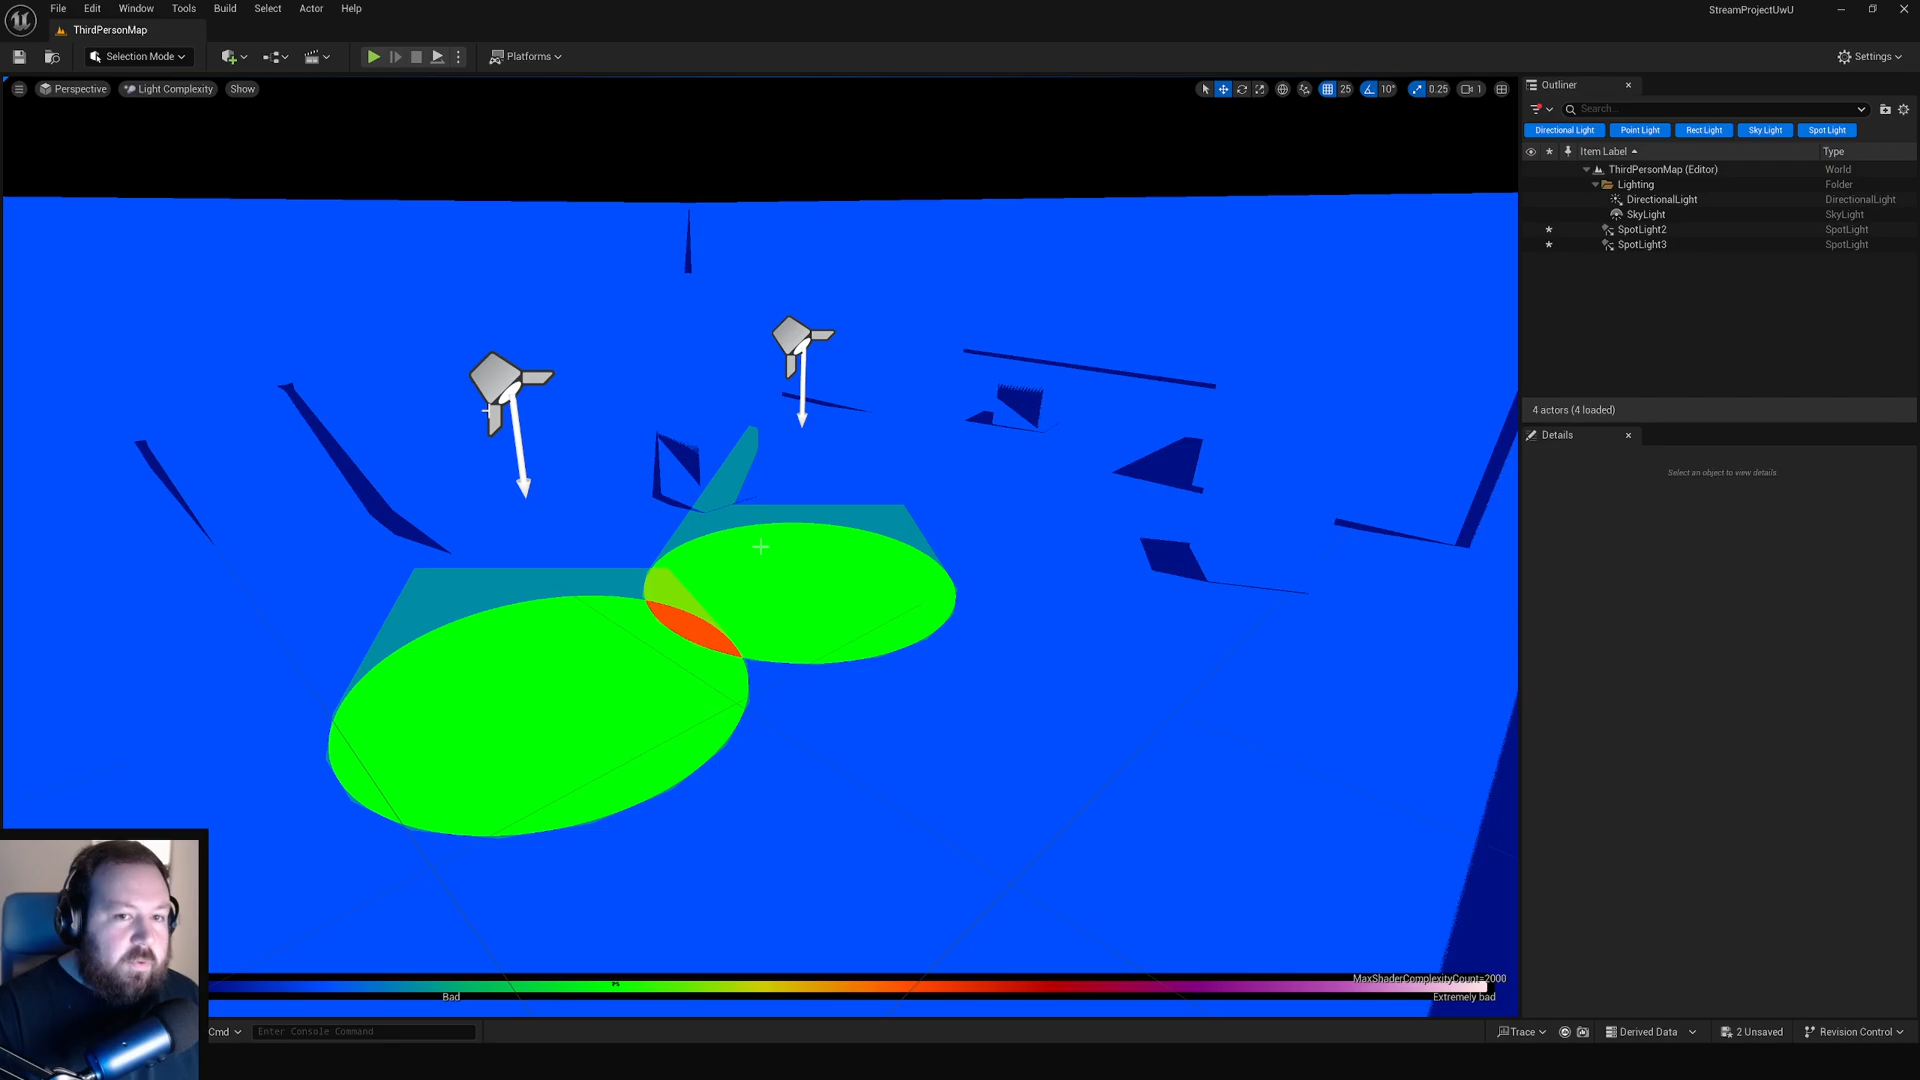 File Edit Window Tools Build Select Actor Help
StreamProjectUwU
ThirdPersonMap
Selection Mode
Platforms
Settings
Perspective Light Complexity Show
25 10° 0.25 1
Outliner
Search...
Directional Light Point Light Rect Light Sky Light Spot Light
Item Label Type
ThirdPersonMap (Editor) World
Lighting Folder
DirectionalLight DirectionalLight
SkyLight SkyLight
SpotLight2 SpotLight
SpotLight3 SpotLight
4 actors (4 loaded)
Details
Select an object to view details
MaxShaderComplexityCount=2000
PS
Bad Extremely bad
Cmd Enter Console Command
Trace Derived Data 2 Unsaved Revision Control